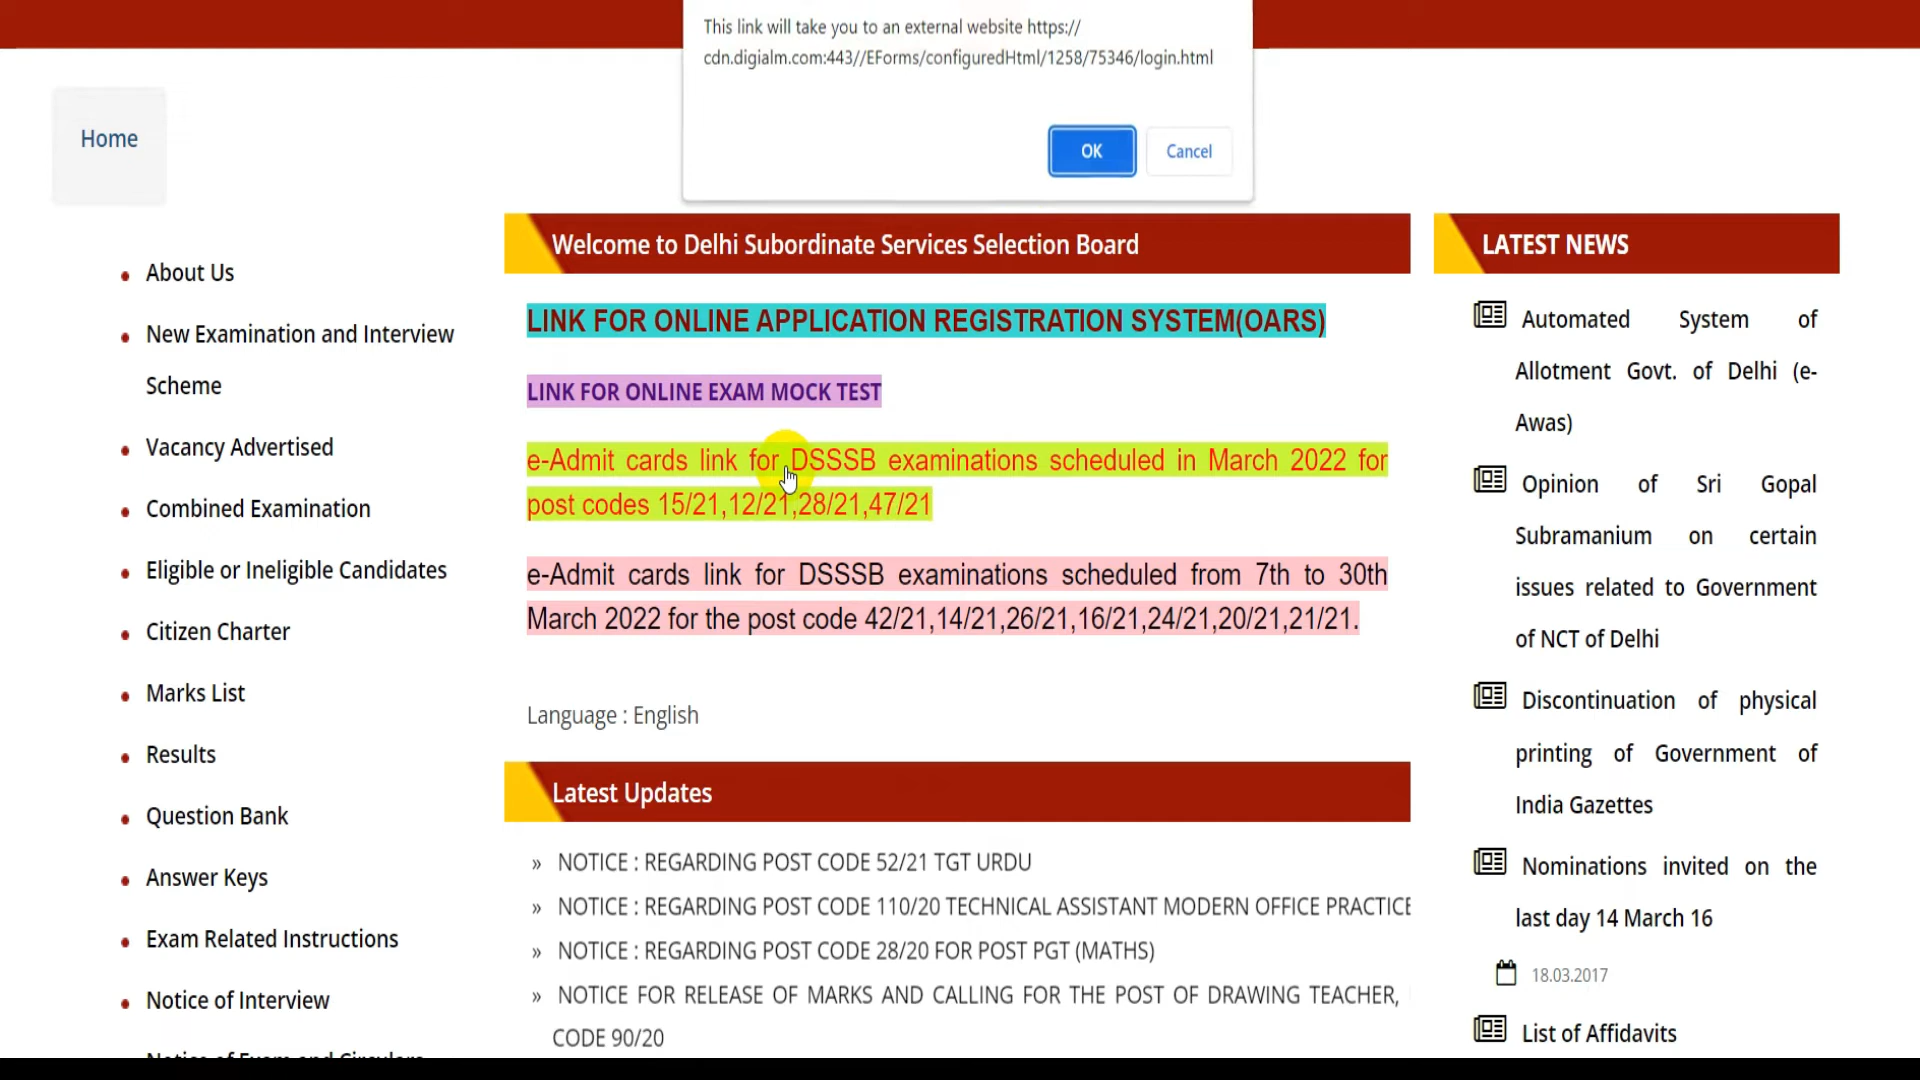 This link will take you to an external website https://
cdn.digialm.com:443//EForms/configuredHtml/1258/75346/login.html
OK
Cancel
Home
About Us
New Examination and Interview
Scheme
Vacancy Advertised
Combined Examination
Eligible or Ineligible Candidates
Citizen Charter
Marks List
Results
Question Bank
Answer Keys
Exam Related Instructions
Notice of Interview
Notice of Exam and Circulars
Welcome to Delhi Subordinate Services Selection Board
LINK FOR ONLINE APPLICATION REGISTRATION SYSTEM(OARS)
LINK FOR ONLINE EXAM MOCK TEST
e-Admit cards link for DSSSB examinations scheduled in March 2022 for
post codes 15/21,12/21,28/21,47/21
e-Admit cards link for DSSSB examinations scheduled from 7th to 30th
March 2022 for the post code 42/21,14/21,26/21,16/21,24/21,20/21,21/21.
Language : English
Latest Updates
» NOTICE : REGARDING POST CODE 52/21 TGT URDU
» NOTICE : REGARDING POST CODE 110/20 TECHNICAL ASSISTANT MODERN OFFICE PRACTICE
» NOTICE : REGARDING POST CODE 28/20 FOR POST PGT (MATHS)
» NOTICE FOR RELEASE OF MARKS AND CALLING FOR THE POST OF DRAWING TEACHER,
CODE 90/20
LATEST NEWS
Automated System of
Allotment Govt. of Delhi (e-
Awas)
Opinion of Sri Gopal
Subramanium on certain
issues related to Government
of NCT of Delhi
Discontinuation of physical
printing of Government of
India Gazettes
Nominations invited on the
last day 14 March 16
18.03.2017
List of Affidavits